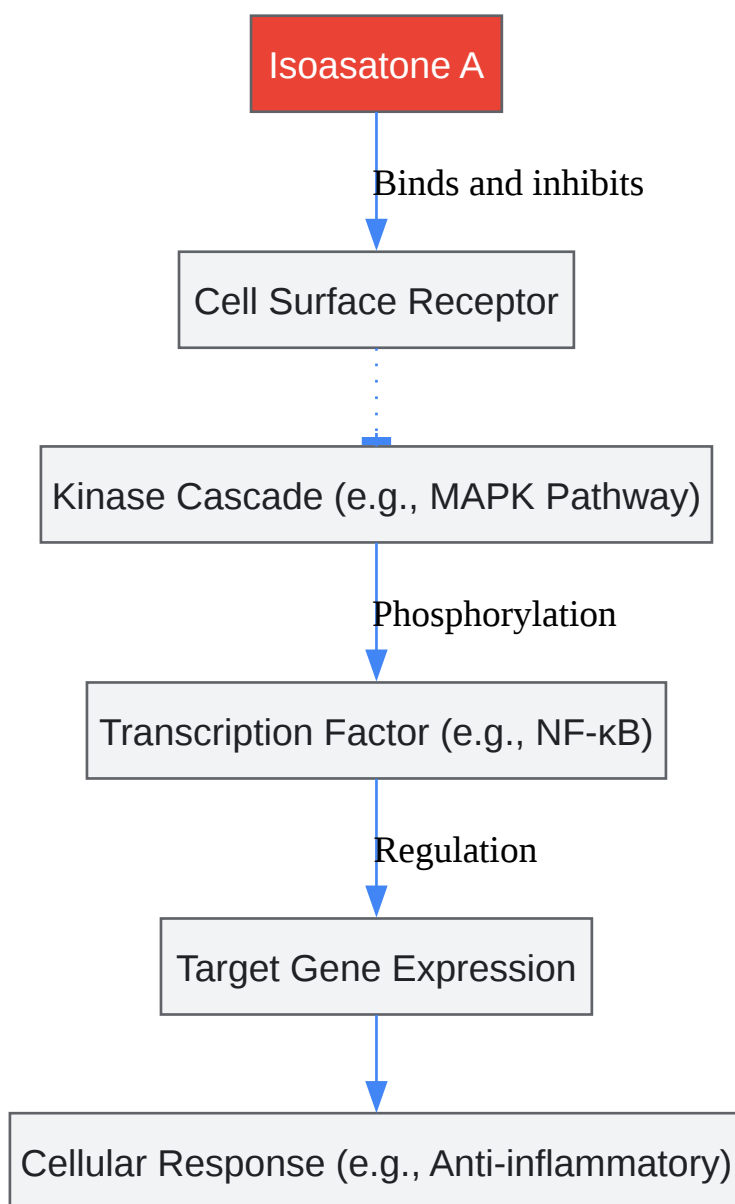 Isoasatone A
Binds and inhibits
Cell Surface Receptor
Kinase Cascade (e.g., MAPK Pathway)
Phosphorylation
Transcription Factor (e.g., NF-κB)
Regulation
Target Gene Expression
Cellular Response (e.g., Anti-inflammatory)